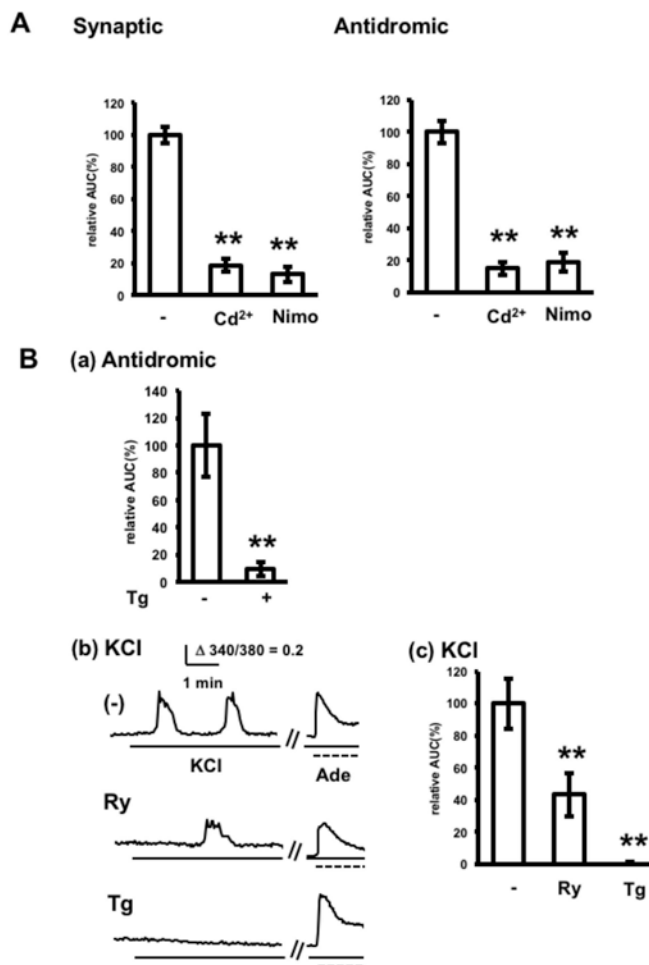 A Synaptic Antidromic
relative AUC(%)
120
100
80
60
40
20
0
** **
- Cd²⁺ Nimo
relative AUC(%)
120
100
80
60
40
20
0
** **
- Cd²⁺ Nimo
B (a) Antidromic
relative AUC(%)
140
120
100
80
60
40
20
0
**
Tg - +
(b) KCl
Δ 340/380 = 0.2
1 min
(-)
//
KCl Ade
Ry
//
Tg
//
(c) KCl
relative AUC(%)
120
100
80
60
40
20
0
**
**
- Ry Tg